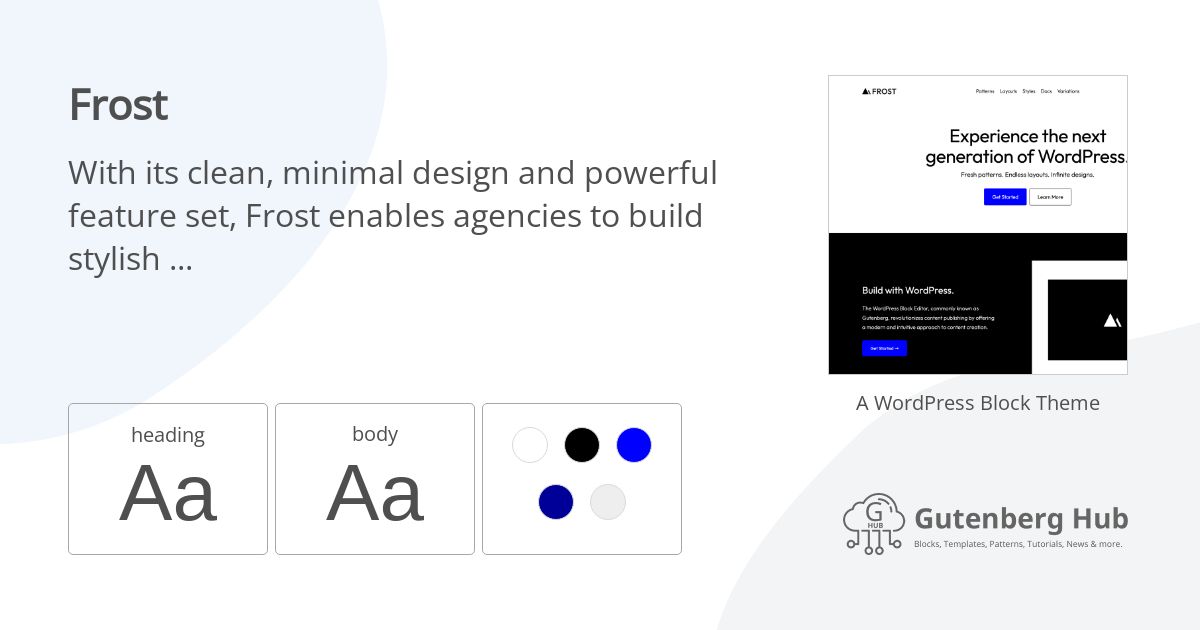 Frost
With its clean, minimal design and powerful
feature set, Frost enables agencies to build
stylish ...
heading
Aa
body
Aa
FROST
Patterns Layouts Styles Docs Variations
Experience the next
generation of WordPress.
Fresh patterns. Endless layouts. Infinite designs.
Get Started Learn More
Build with WordPress.
The WordPress Block Editor, commonly known as
Gutenberg, revolutionizes content publishing by offering
a modern and intuitive approach to content creation.
Get Started →
A WordPress Block Theme
G
HUB
Gutenberg Hub
Blocks, Templates, Patterns, Tutorials, News & more.